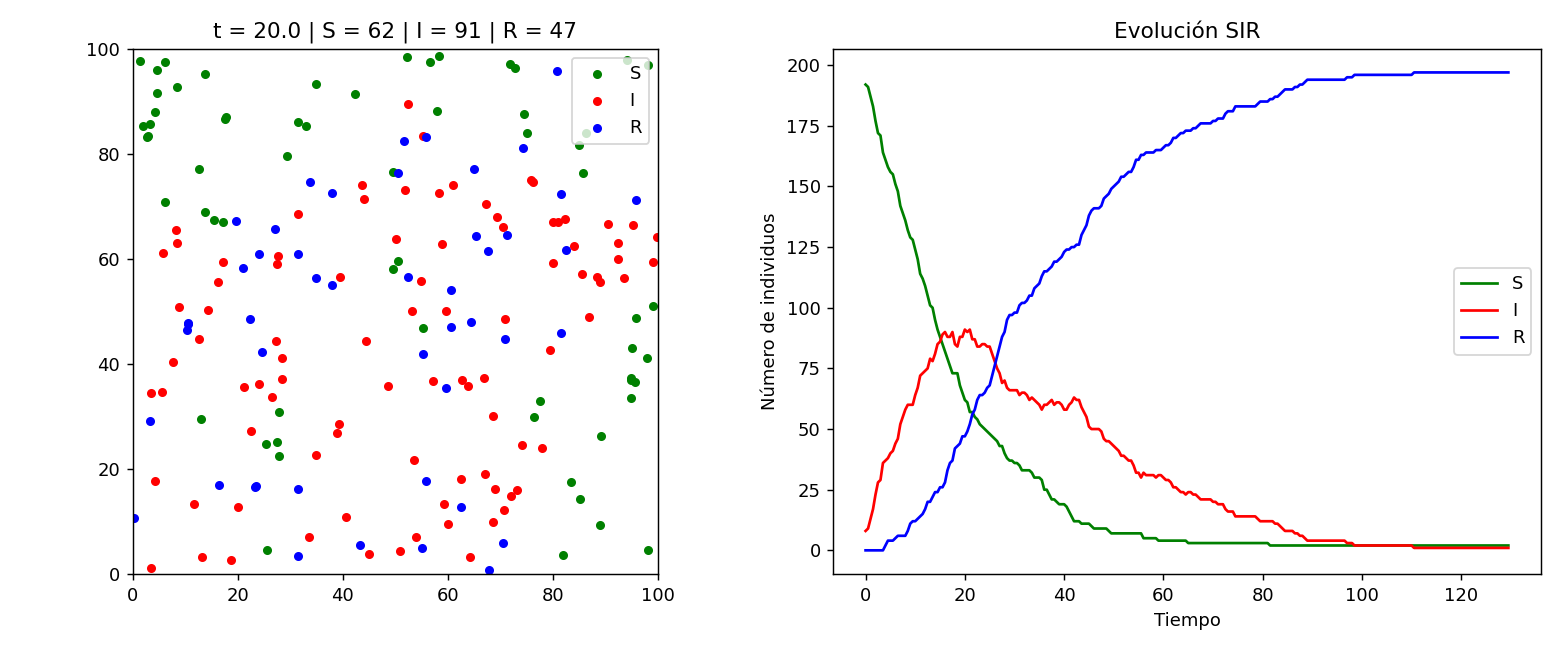 t = 20.0 | S = 62 | I = 91 | R = 47
100
80
60
40
20
0
0 20 40 60 80 100
S
I
R
Evolución SIR
Número de individuos
200
175
150
125
100
75
50
25
0
0 20 40 60 80 100 120
Tiempo
S
I
R